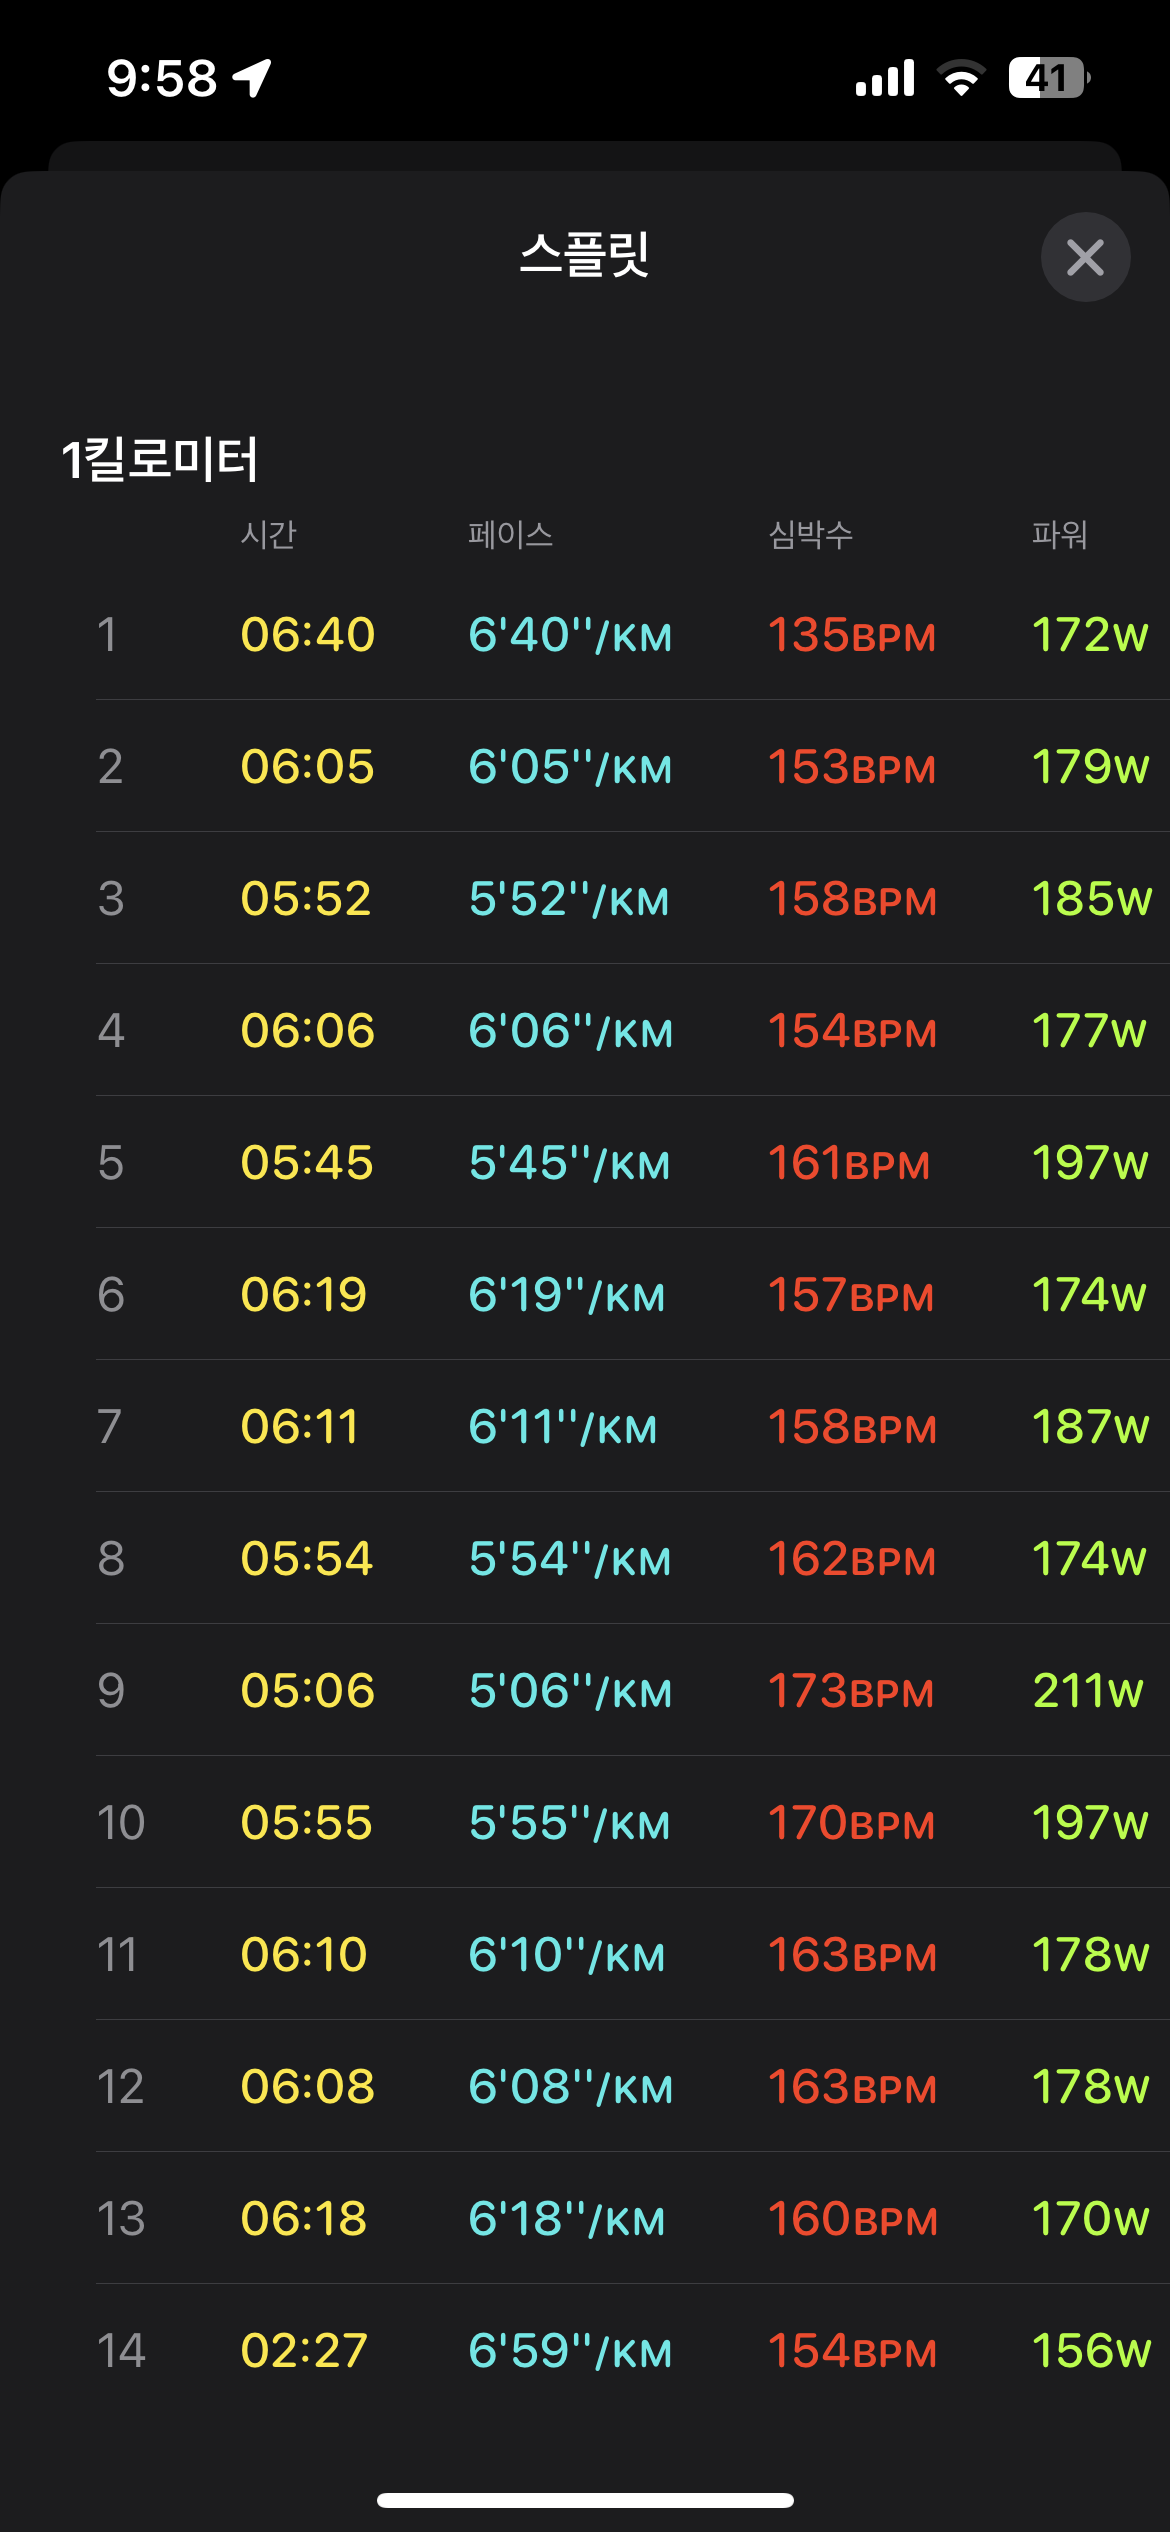 9:58 41
스플릿
1킬로미터
시간 페이스 심박수 파워
1 06:40 6'40''/KM 135BPM 172W
2 06:05 6'05''/KM 153BPM 179W
3 05:52 5'52''/KM 158BPM 185W
4 06:06 6'06''/KM 154BPM 177W
5 05:45 5'45''/KM 161BPM 197W
6 06:19 6'19''/KM 157BPM 174W
7 06:11 6'11''/KM 158BPM 187W
8 05:54 5'54''/KM 162BPM 174W
9 05:06 5'06''/KM 173BPM 211W
10 05:55 5'55''/KM 170BPM 197W
11 06:10 6'10''/KM 163BPM 178W
12 06:08 6'08''/KM 163BPM 178W
13 06:18 6'18''/KM 160BPM 170W
14 02:27 6'59''/KM 154BPM 156W